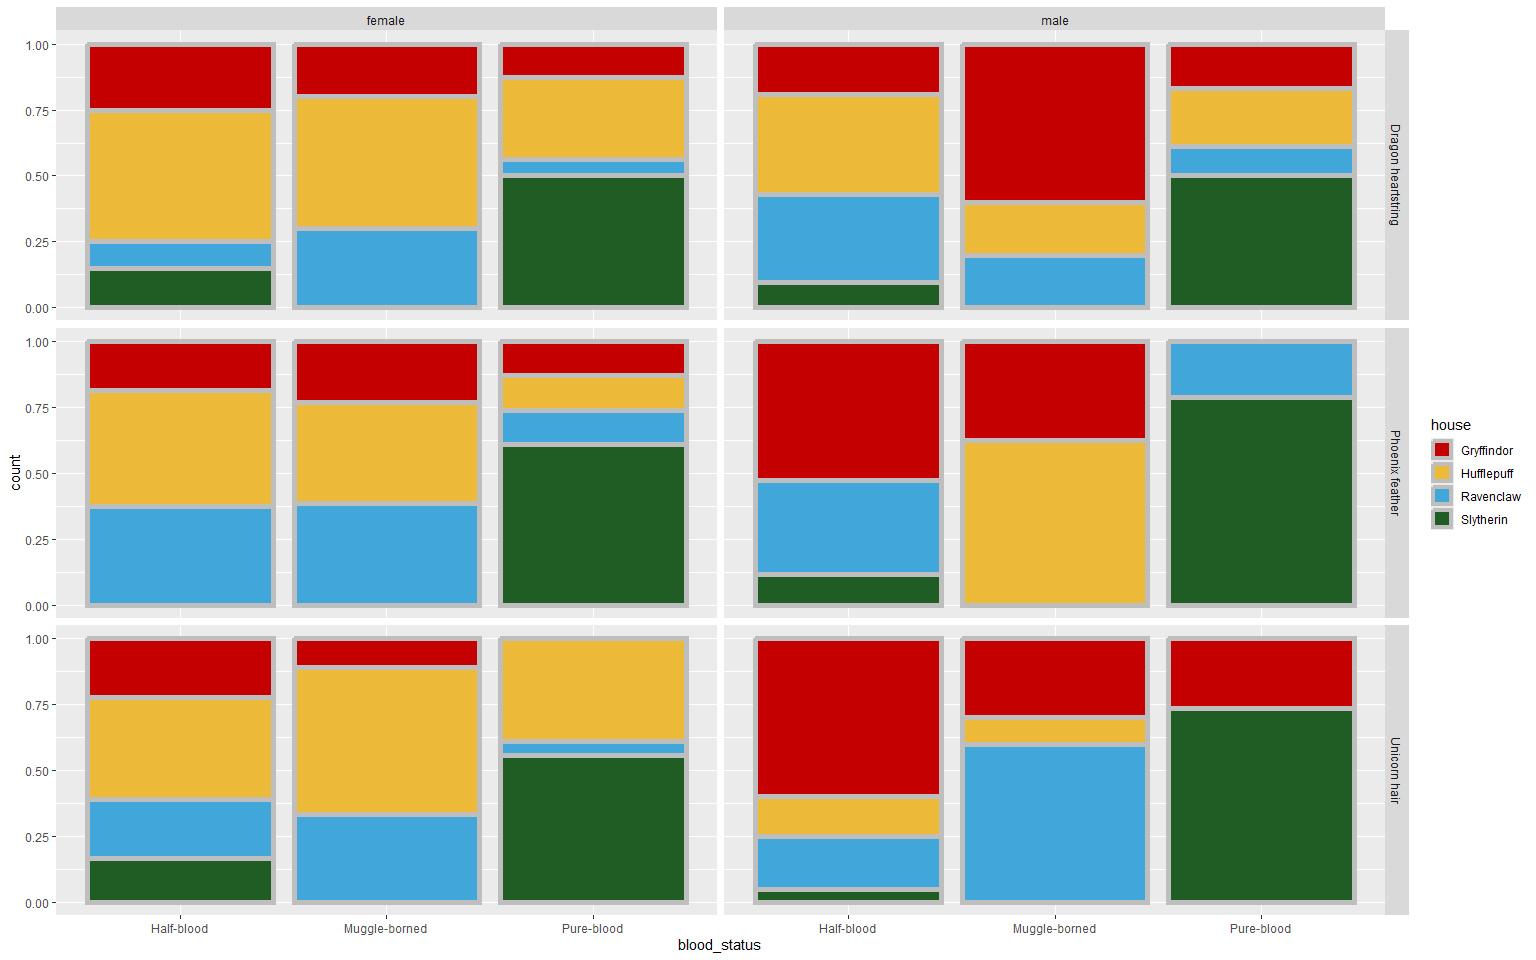 female
male
1.00
0.75
0.50
0.25
0.00
Dragon heartstring
1.00
0.75
0.50
0.25
0.00
Phoenix feather
1.00
0.75
0.50
0.25
0.00
Unicorn hair
count
Half-blood
Muggle-borned
Pure-blood
Half-blood
Muggle-borned
Pure-blood
blood_status
house
Gryffindor
Hufflepuff
Ravenclaw
Slytherin